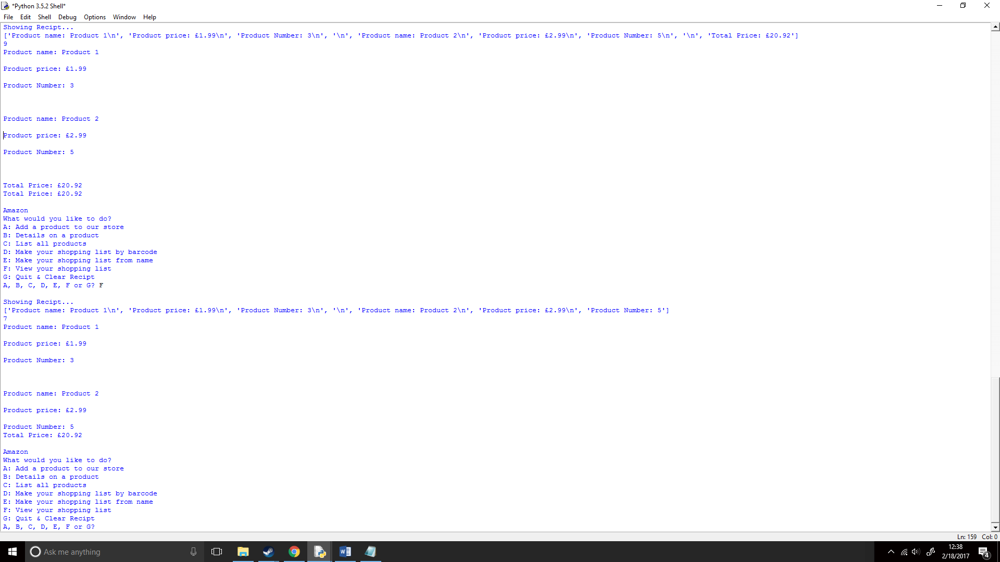 *Python 3.5.2 Shell*
File Edit Shell Debug Options Window Help
Showing Recipt...
['Product name: Product 1\n', 'Product price: £1.99\n', 'Product Number: 3\n', '\n', 'Product name: Product 2\n', 'Product price: £2.99\n', 'Product Number: 5\n', '\n', 'Total Price: £20.92']
9
Product name: Product 1
Product price: £1.99
Product Number: 3
Product name: Product 2
Product price: £2.99
Product Number: 5
Total Price: £20.92
Total Price: £20.92
Amazon
What would you like to do?
A: Add a product to our store
B: Details on a product
C: List all products
D: Make your shopping list by barcode
E: Make your shopping list from name
F: View your shopping list
G: Quit & Clear Recipt
A, B, C, D, E, F or G? F
Showing Recipt...
['Product name: Product 1\n', 'Product price: £1.99\n', 'Product Number: 3\n', '\n', 'Product name: Product 2\n', 'Product price: £2.99\n', 'Product Number: 5']
7
Product name: Product 1
Product price: £1.99
Product Number: 3
Product name: Product 2
Product price: £2.99
Product Number: 5
Total Price: £20.92
Amazon
What would you like to do?
A: Add a product to our store
B: Details on a product
C: List all products
D: Make your shopping list by barcode
E: Make your shopping list from name
F: View your shopping list
G: Quit & Clear Recipt
A, B, C, D, E, F or G?
Ln: 159 Col: 0
Ask me anything
12:38
2/18/2017
4